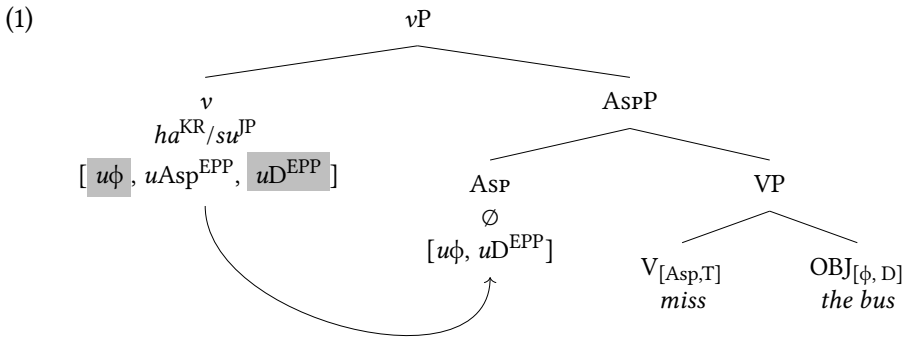 (1)
vP
v AspP
ha^KR/su^JP
[ uϕ , uAsp^EPP, uD^EPP ] Asp VP
∅
[uϕ, uD^EPP] V[Asp,T] OBJ[ϕ, D]
miss the bus